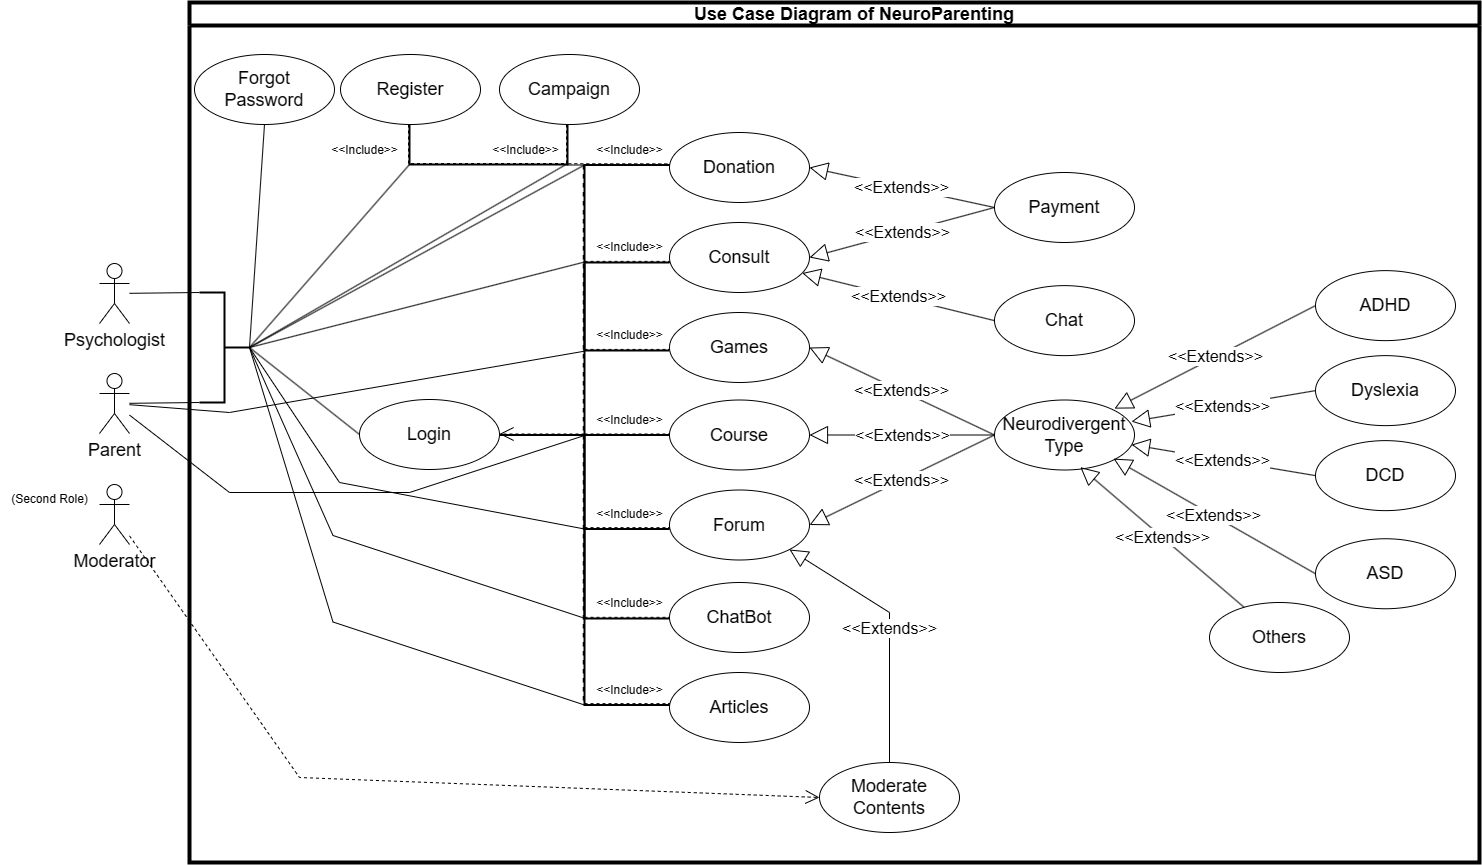 Use Case Diagram of NeuroParenting
Forgot
Password
Register
Campaign
<<Include>>
<<Include>>
<<Include>>
Donation
<<Extends>>
Payment
<<Extends>>
<<Include>>
Consult
<<Extends>>
Chat
Psychologist
<<Include>>
Games
<<Extends>>
ADHD
<<Extends>>
Dyslexia
<<Extends>>
Parent
Login
<<Include>>
Course
<<Extends>>
Neurodivergent
Type
<<Extends>>
DCD
<<Extends>>
(Second Role)
Moderator
<<Include>>
Forum
<<Extends>>
<<Extends>>
ASD
Others
<<Include>>
ChatBot
<<Extends>>
<<Include>>
Articles
Moderate
Contents